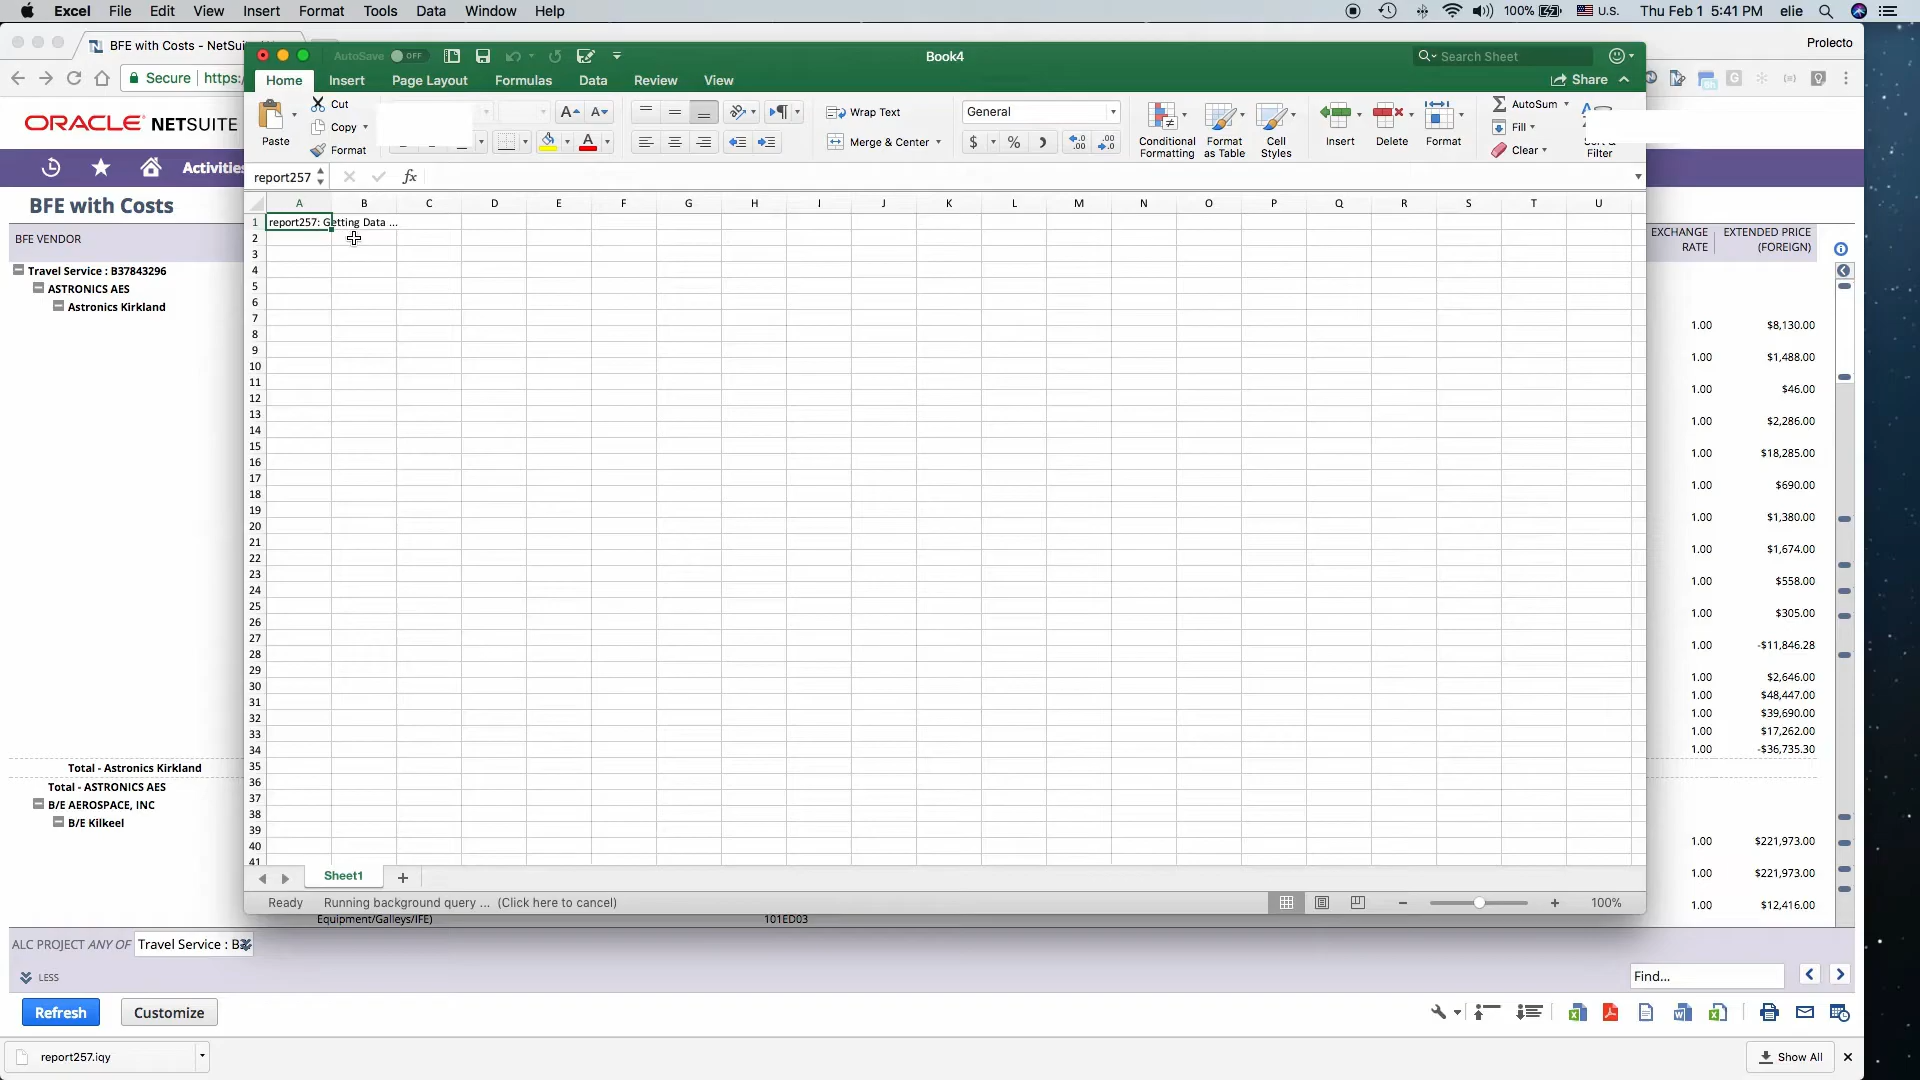 Excel File Edit View Insert Format Tools Data Window Help
100% U.S. Thu Feb 1 5:41 PM elie
BFE with Costs - NetSui
Prolecto
Secure https:
AutoSave OFF
Book4
Search Sheet
Home Insert Page Layout Formulas Data Review View
Share
Paste
Cut
Copy
Format
Wrap Text
Merge & Center
General
$ % )
Conditional Formatting
Format as Table
Cell Styles
Insert
Delete
Format
AutoSum
Fill
Clear
Filter
ORACLE NETSUITE
Activities
report257
fx
BFE with Costs
A B C D E F G H I J K L M N O P Q R S T U
1 report257: Getting Data ...
2
3
4
5
6
7
8
9
10
11
12
13
14
15
16
17
18
19
20
21
22
23
24
25
26
27
28
29
30
31
32
33
34
35
36
37
38
39
40
41
BFE VENDOR
Travel Service : B37843296
ASTRONICS AES
Astronics Kirkland
Total - Astronics Kirkland
Total - ASTRONICS AES
B/E AEROSPACE, INC
B/E Kilkeel
EXCHANGE RATE
EXTENDED PRICE (FOREIGN)
1.00 $8,130.00
1.00 $1,488.00
1.00 $46.00
1.00 $2,286.00
1.00 $18,285.00
1.00 $690.00
1.00 $1,380.00
1.00 $1,674.00
1.00 $558.00
1.00 $305.00
1.00 -$11,846.28
1.00 $2,646.00
1.00 $48,447.00
1.00 $39,690.00
1.00 $17,262.00
1.00 -$36,735.30
1.00 $221,973.00
1.00 $221,973.00
1.00 $12,416.00
Sheet1
Ready Running background query ... (Click here to cancel)
100%
Equipment/Galleys/IFE) 101ED03
ALC PROJECT ANY OF Travel Service :
LESS
Find...
Refresh
Customize
report257.iqy
Show All